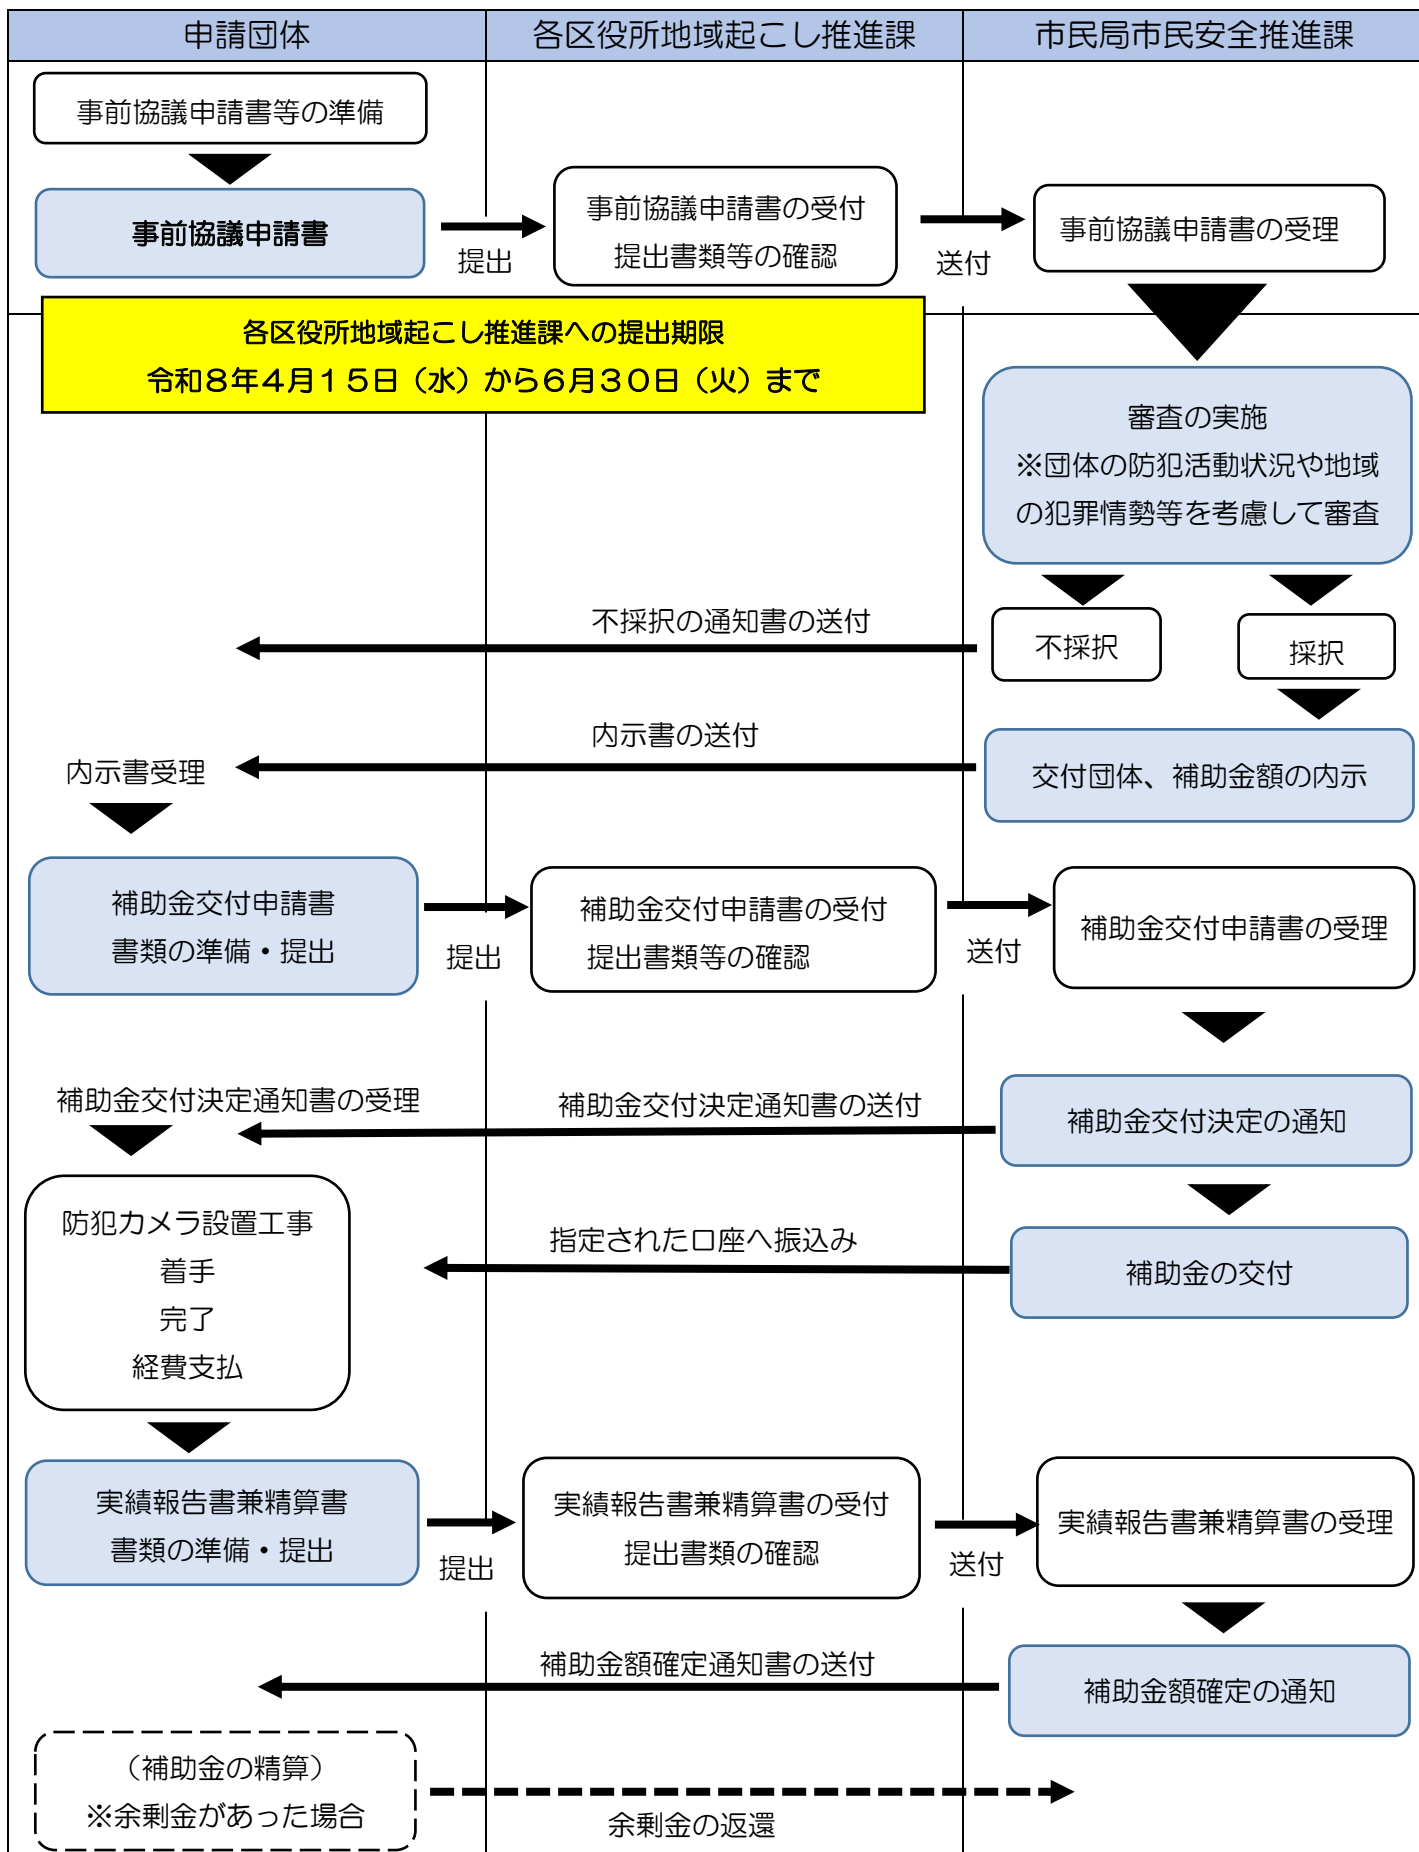 申請団体
各区役所地域起こし推進課
市民局市民安全推進課
事前協議申請書等の準備
事前協議申請書
提出
事前協議申請書の受付
提出書類等の確認
送付
事前協議申請書の受理
各区役所地域起こし推進課への提出期限
令和８年４月１５日（水）から６月３０日（火）まで
審査の実施
※団体の防犯活動状況や地域
の犯罪情勢等を考慮して審査
不採択の通知書の送付
不採択
採択
内示書の送付
内示書受理
交付団体、補助金額の内示
補助金交付申請書
書類の準備・提出
提出
補助金交付申請書の受付
提出書類等の確認
送付
補助金交付申請書の受理
補助金交付決定通知書の受理
補助金交付決定通知書の送付
補助金交付決定の通知
防犯カメラ設置工事
着手
完了
経費支払
指定された口座へ振込み
補助金の交付
実績報告書兼精算書
書類の準備・提出
提出
実績報告書兼精算書の受付
提出書類の確認
送付
実績報告書兼精算書の受理
補助金額確定通知書の送付
補助金額確定の通知
（補助金の精算）
※余剰金があった場合
余剰金の返還